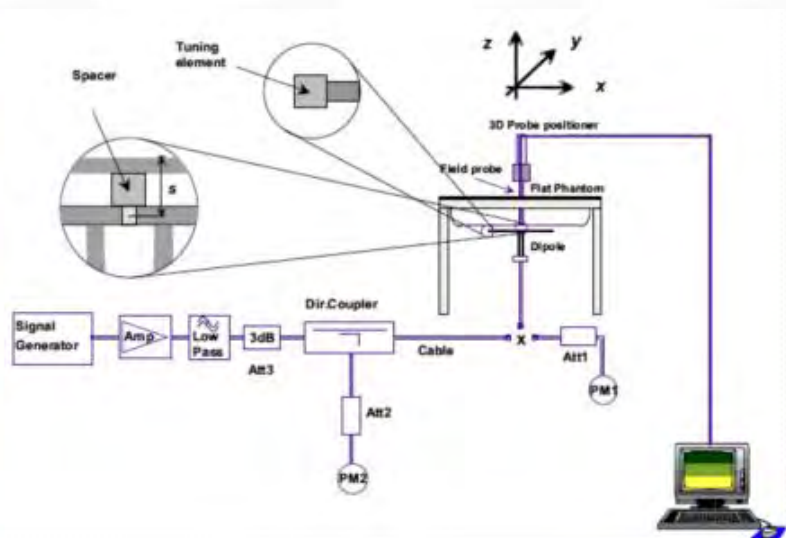 Tuning
element
Spacer
s
z
y
x
3D Probe positioner
Field probe
Flat Phantom
Dipole
Dir.Coupler
Signal
Generator
Amp
Low
Pass
3dB
Att3
Cable
x
Att1
PM1
Att2
PM2